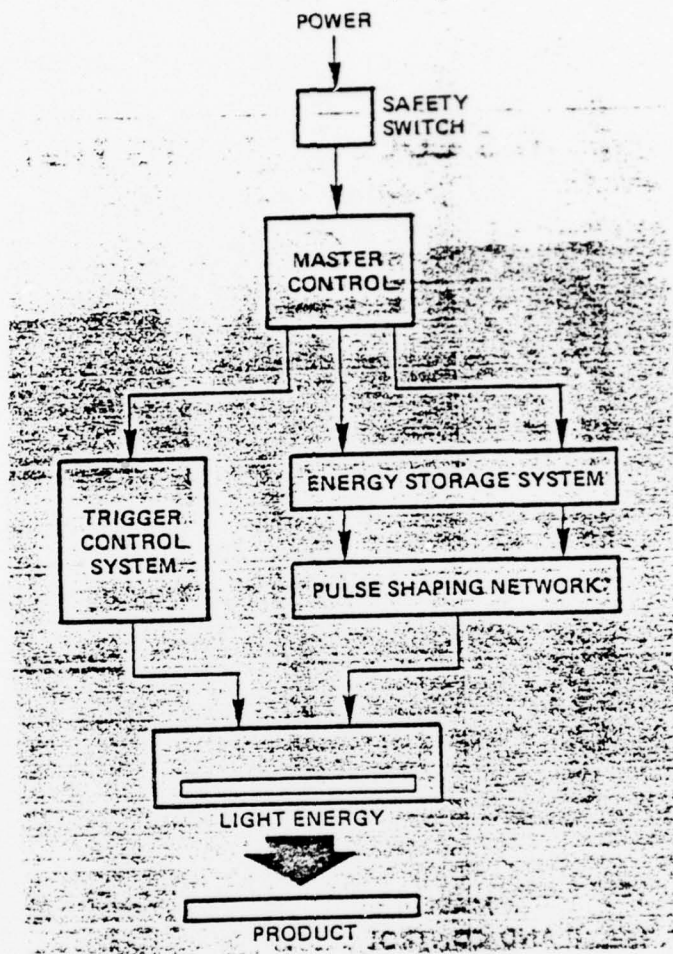 POWER
SAFETY
SWITCH
MASTER
CONTROL
TRIGGER
CONTROL
SYSTEM
ENERGY STORAGE SYSTEM
PULSE SHAPING NETWORK
LIGHT ENERGY
PRODUCT